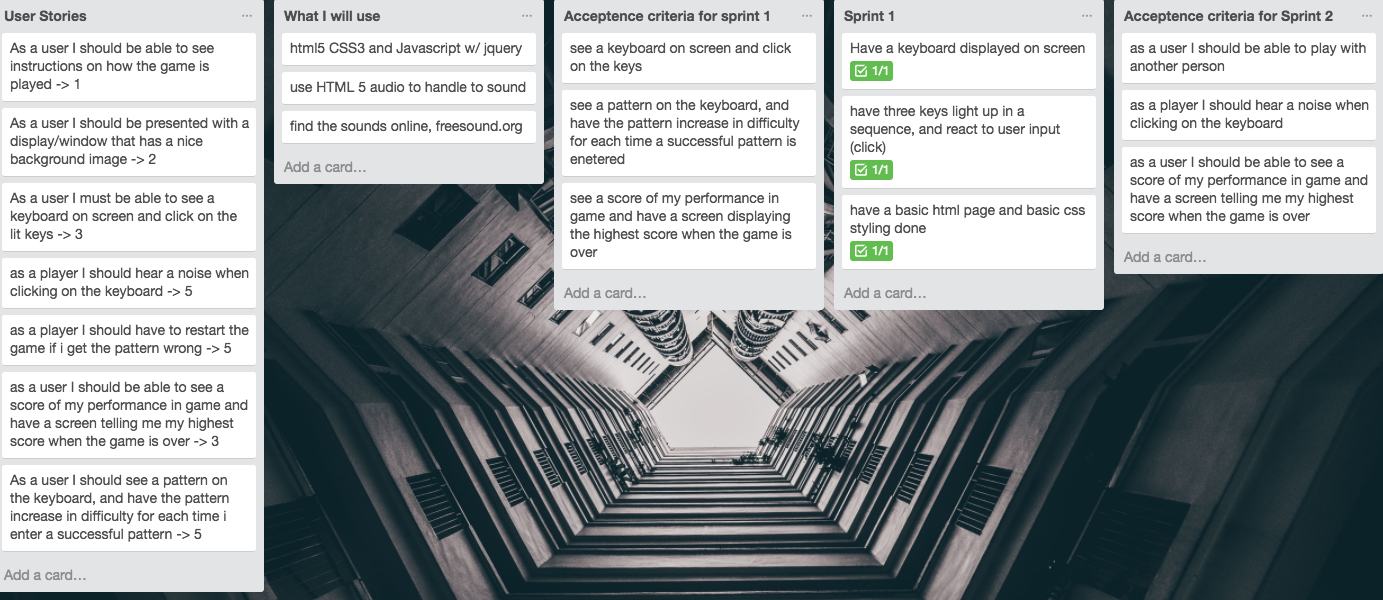 User Stories
As a user I should be able to see
instructions on how the game is
played -> 1
As a user I should be presented with a
display/window that has a nice
background image -> 2
As a user I must be able to see a
keyboard on screen and click on the
lit keys -> 3
as a player I should hear a noise when
clicking on the keyboard -> 5
as a player I should have to restart the
game if i get the pattern wrong -> 5
as a user I should be able to see a
score of my performance in game and
have a screen telling me my highest
score when the game is over -> 3
As a user I should see a pattern on
the keyboard, and have the pattern
increase in difficulty for each time i
enter a successful pattern -> 5
Add a card…
What I will use
html5 CSS3 and Javascript w/ jquery
use HTML 5 audio to handle to sound
find the sounds online, freesound.org
Add a card…
Acceptence criteria for sprint 1
see a keyboard on screen and click
on the keys
see a pattern on the keyboard, and
have the pattern increase in difficulty
for each time a successful pattern is
enetered
see a score of my performance in
game and have a screen displaying
the highest score when the game is
over
Add a card…
Sprint 1
Have a keyboard displayed on screen
1/1
have three keys light up in a
sequence, and react to user input
(click)
1/1
have a basic html page and basic css
styling done
1/1
Add a card…
Acceptence criteria for Sprint 2
as a user I should be able to play with
another person
as a player I should hear a noise when
clicking on the keyboard
as a user I should be able to see a
score of my performance in game and
have a screen telling me my highest
score when the game is over
Add a card…